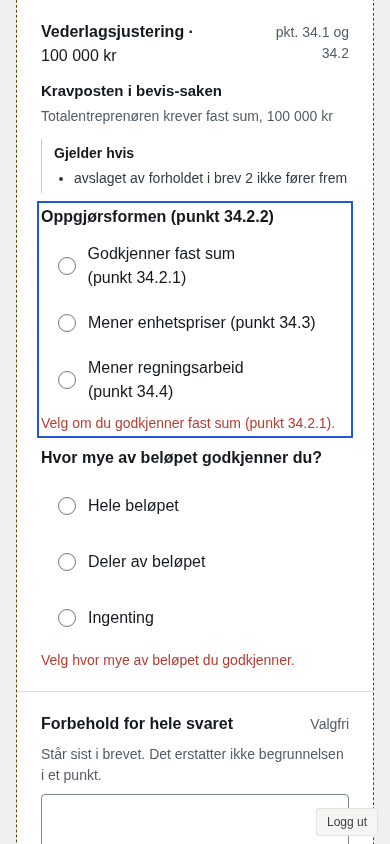 Vederlagsjustering ·
100 000 kr
pkt. 34.1 og
34.2
Kravposten i bevis-saken
Totalentreprenøren krever fast sum, 100 000 kr
Gjelder hvis
• avslaget av forholdet i brev 2 ikke fører frem
Oppgjørsformen (punkt 34.2.2)
Godkjenner fast sum
(punkt 34.2.1)
Mener enhetspriser (punkt 34.3)
Mener regningsarbeid
(punkt 34.4)
Velg om du godkjenner fast sum (punkt 34.2.1).
Hvor mye av beløpet godkjenner du?
Hele beløpet
Deler av beløpet
Ingenting
Velg hvor mye av beløpet du godkjenner.
Forbehold for hele svaret
Valgfri
Står sist i brevet. Det erstatter ikke begrunnelsen
i et punkt.
Logg ut